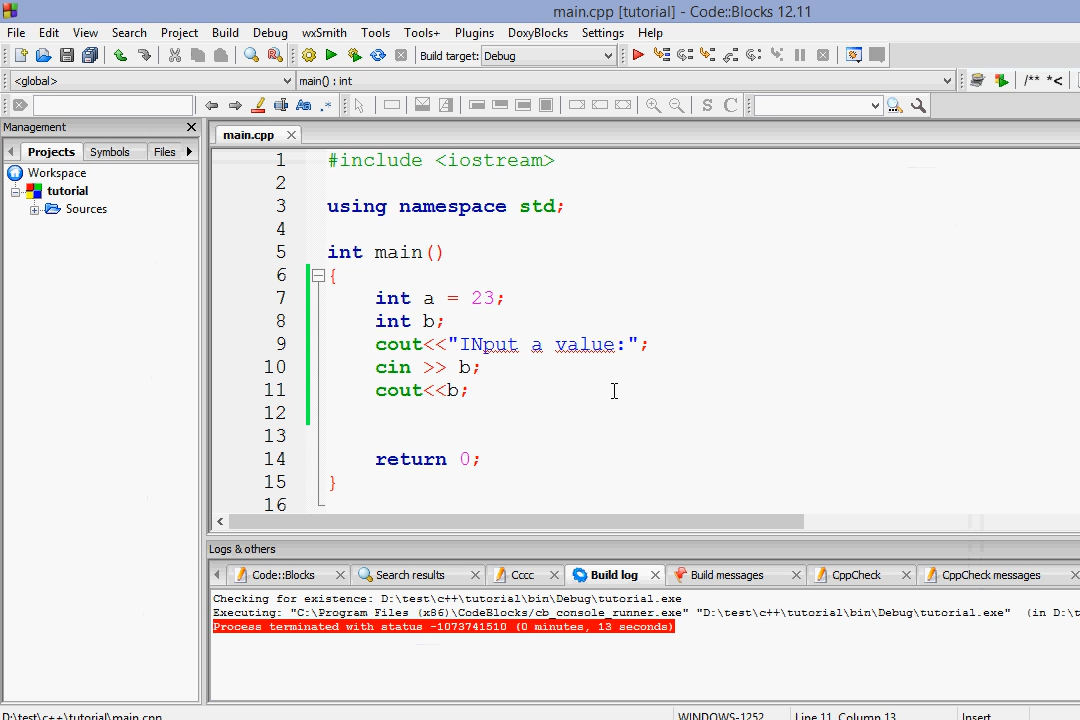 main.cpp [tutorial] - Code::Blocks 12.11
File Edit View Search Project Build Debug wxSmith Tools Tools+ Plugins DoxyBlocks Settings Help
Build target: Debug
<global> main() : int /** *<
Aa .* S C
Management
main.cpp
Projects Symbols Files
Workspace
tutorial
Sources
1 #include <iostream>
2
3 using namespace std;
4
5 int main()
6 {
7 int a = 23;
8 int b;
9 cout<<"INput a value:";
10 cin >> b;
11 cout<<b;
12
13
14 return 0;
15 }
16
Logs & others
Code::Blocks Search results Cccc Build log Build messages CppCheck CppCheck messages
Checking for existence: D:\test\c++\tutorial\bin\Debug\tutorial.exe
Executing: "C:\Program Files (x86)\CodeBlocks/cb_console_runner.exe" "D:\test\c++\tutorial\bin\Debug\tutorial.exe" (in D:\t
Process terminated with status -1073741510 (0 minutes, 13 seconds)
D:\test\c++\tutorial\main.cpp WINDOWS-1252 Line 11, Column 13 Insert